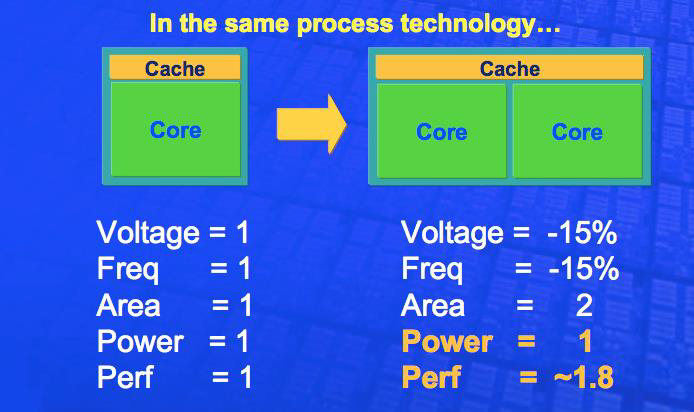 In the same process technology...
Cache
Core
Cache
Core Core
Voltage = 1
Freq = 1
Area = 1
Power = 1
Perf = 1
Voltage = -15%
Freq = -15%
Area = 2
Power = 1
Perf = ~1.8